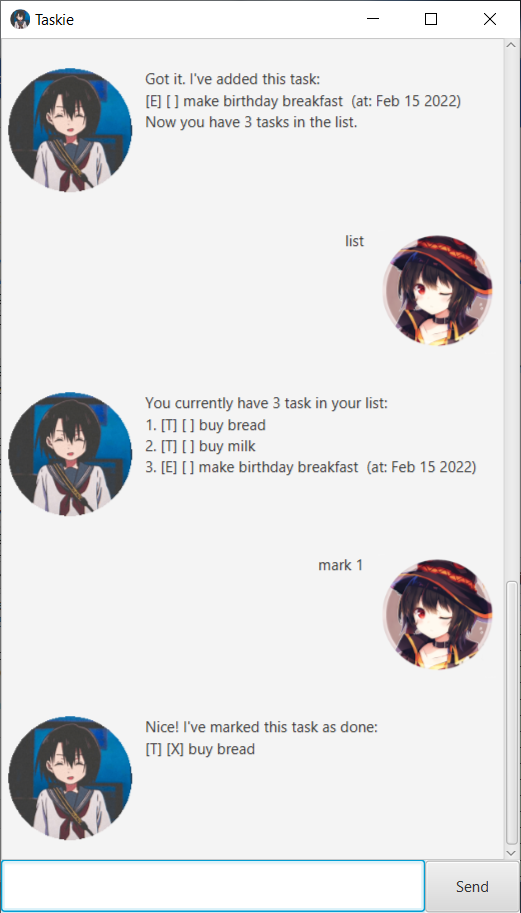 Taskie
Got it. I've added this task:
[E] [ ] make birthday breakfast  (at: Feb 15 2022)
Now you have 3 tasks in the list.
list
You currently have 3 task in your list:
1. [T] [ ] buy bread
2. [T] [ ] buy milk
3. [E] [ ] make birthday breakfast  (at: Feb 15 2022)
mark 1
Nice! I've marked this task as done:
[T] [X] buy bread
Send